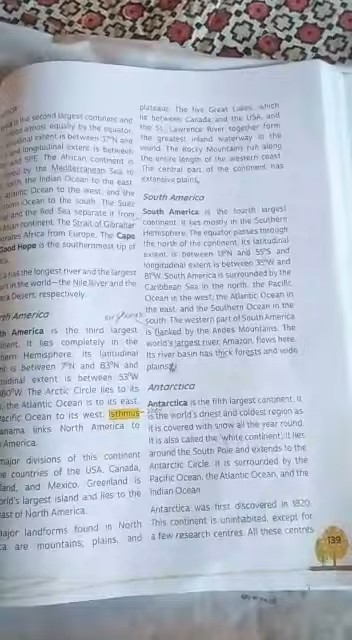 is the second largest continent and
almost equally by the equator.
extent is between 37°N and
longitudinal extent is between
and 51°E. The African continent is
by the Mediterranean Sea to
north, the Indian Ocean to the east,
Atlantic Ocean to the west, and the
Ocean to the south. The Suez
and the Red Sea separate it from
Asian continent. The Strait of Gibraltar
Africa from Europe. The Cape
Good Hope is the southernmost tip of
has the longest river and the largest
in the world—the Nile River and the
Desert, respectively.
America
America is the third largest
It lies completely in the
Hemisphere. Its latitudinal
is between 7°N and 83°N and
extent is between 53°W
180°W. The Arctic Circle lies to its
the Atlantic Ocean is to its east,
Pacific Ocean to its west. Isthmus
links North America to
America.
major divisions of this continent
countries of the USA, Canada,
and Mexico. Greenland is
world's largest island and lies to the
east of North America.
major landforms found in North
are mountains, plains, and
plateaus. The five Great Lakes, which
lie between Canada and the USA, and
the St. Lawrence River together form
the greatest inland waterway in the
world. The Rocky Mountains run along
the entire length of the western coast.
The central part of the continent has
extensive plains.
South America
South America is the fourth largest
continent. It lies mostly in the Southern
Hemisphere. The equator passes through
the north of the continent. Its latitudinal
extent is between 13°N and 55°S and
longitudinal extent is between 35°W and
81°W. South America is surrounded by the
Caribbean Sea in the north, the Pacific
Ocean in the west, the Atlantic Ocean in
the east, and the Southern Ocean in the
south. The western part of South America
is flanked by the Andes Mountains. The
world's largest river, Amazon, flows here.
Its river basin has thick forests and wide
plains.
Antarctica
Antarctica is the fifth largest continent. It
is the world's driest and coldest region as
it is covered with snow all the year round.
It is also called the 'white continent'. It lies
around the South Pole and extends to the
Antarctic Circle. It is surrounded by the
Pacific Ocean, the Atlantic Ocean, and the
Indian Ocean
Antarctica was first discovered in 1820.
This continent is uninhabited, except for
a few research centres. All these centres
139